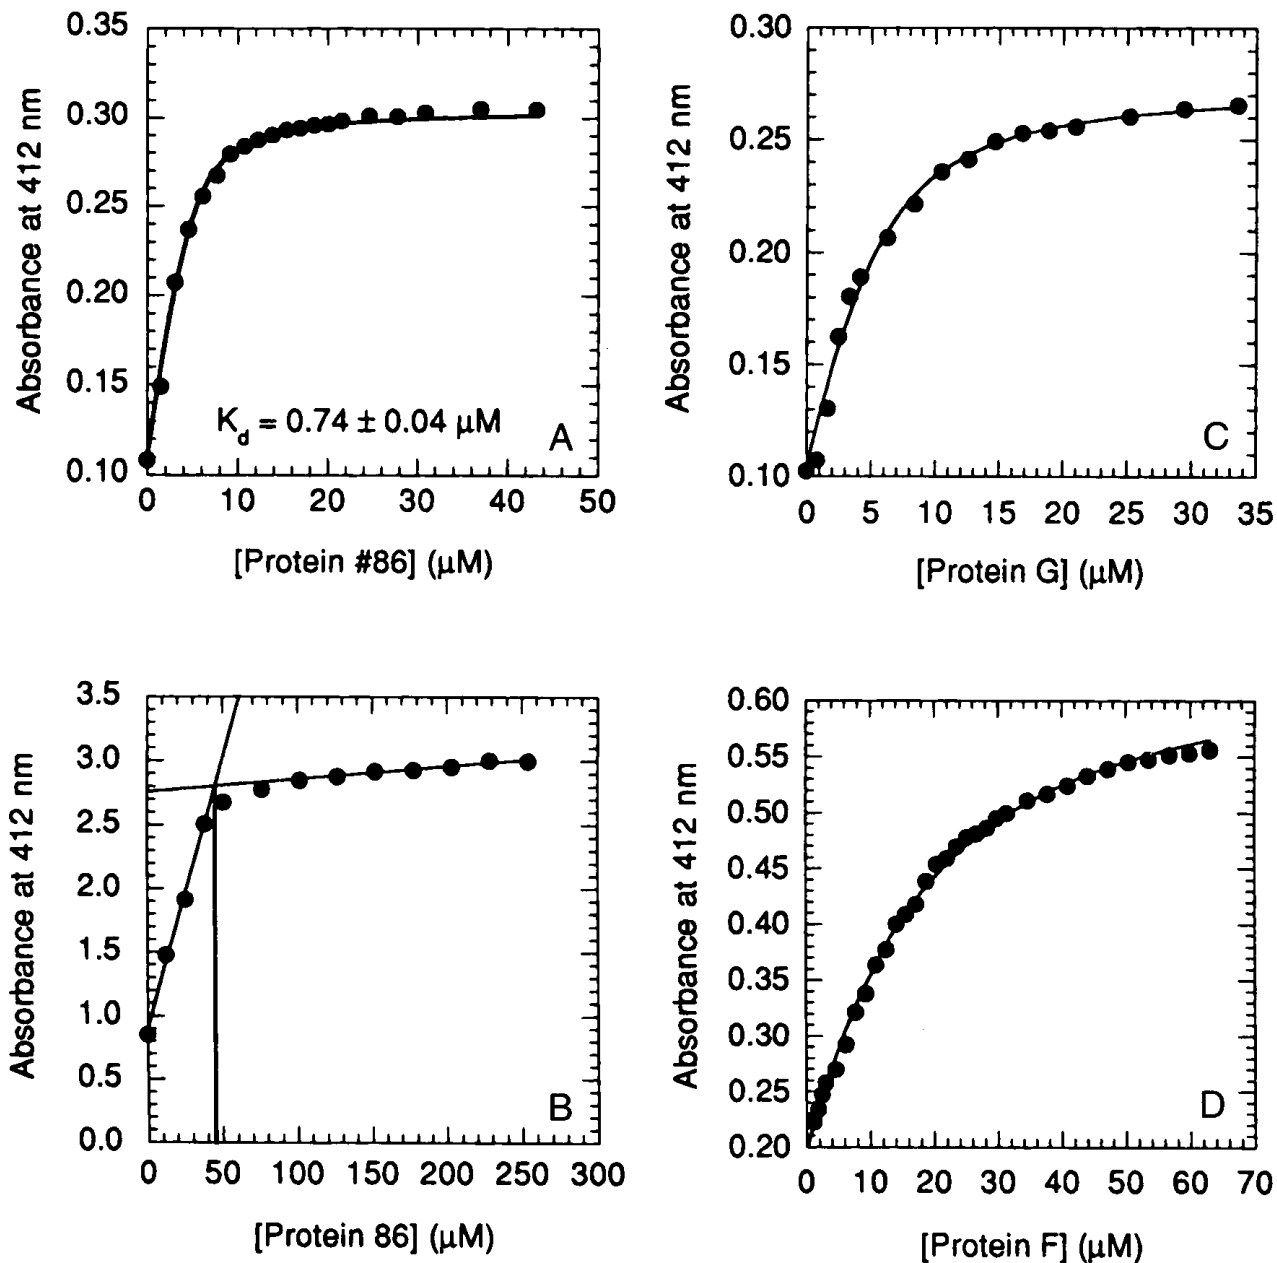 0.35
0.30
0.25
0.20
0.15
0.10
Absorbance at 412 nm
K_d = 0.74 ± 0.04 μM
A
0 10 20 30 40 50
[Protein #86] (μM)
0.30
0.25
0.20
0.15
0.10
Absorbance at 412 nm
C
0 5 10 15 20 25 30 35
[Protein G] (μM)
3.5
3.0
2.5
2.0
1.5
1.0
0.5
0.0
Absorbance at 412 nm
B
0 50 100 150 200 250 300
[Protein 86] (μM)
0.60
0.55
0.50
0.45
0.40
0.35
0.30
0.25
0.20
Absorbance at 412 nm
D
0 10 20 30 40 50 60 70
[Protein F] (μM)